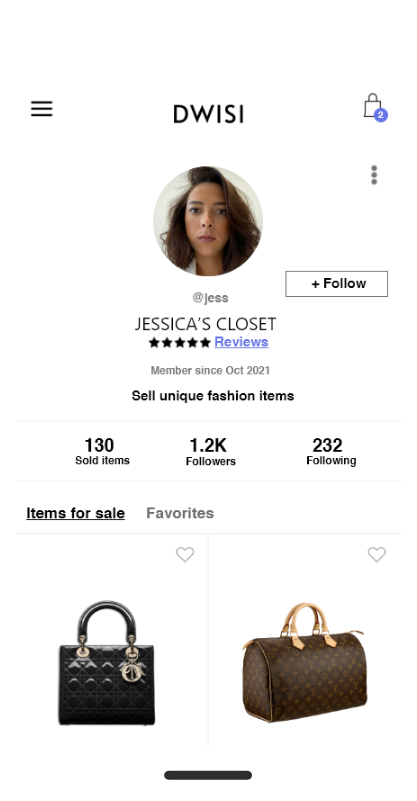 DWISI
2
+ Follow
@jess
JESSICA'S CLOSET
★★★★★ Reviews
Member since Oct 2021
Sell unique fashion items
130 1.2K 232
Sold items Followers Following
Items for sale Favorites